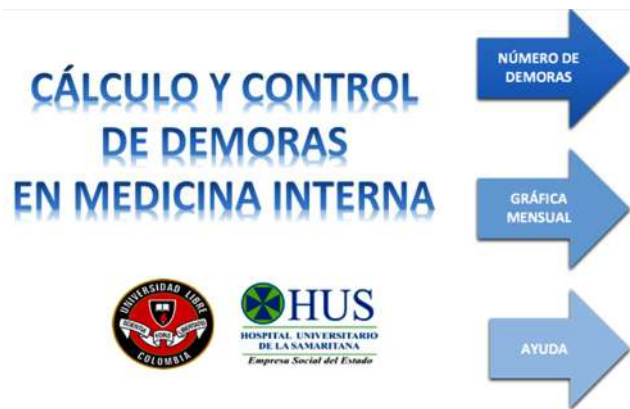 CÁLCULO Y CONTROL
DE DEMORAS
EN MEDICINA INTERNA
NÚMERO DE
DEMORAS
GRÁFICA
MENSUAL
AYUDA
UNIVERSIDAD LIBRE
COLOMBIA
HUS
HOSPITAL UNIVERSITARIO
DE LA SAMARITANA
Empresa Social del Estado